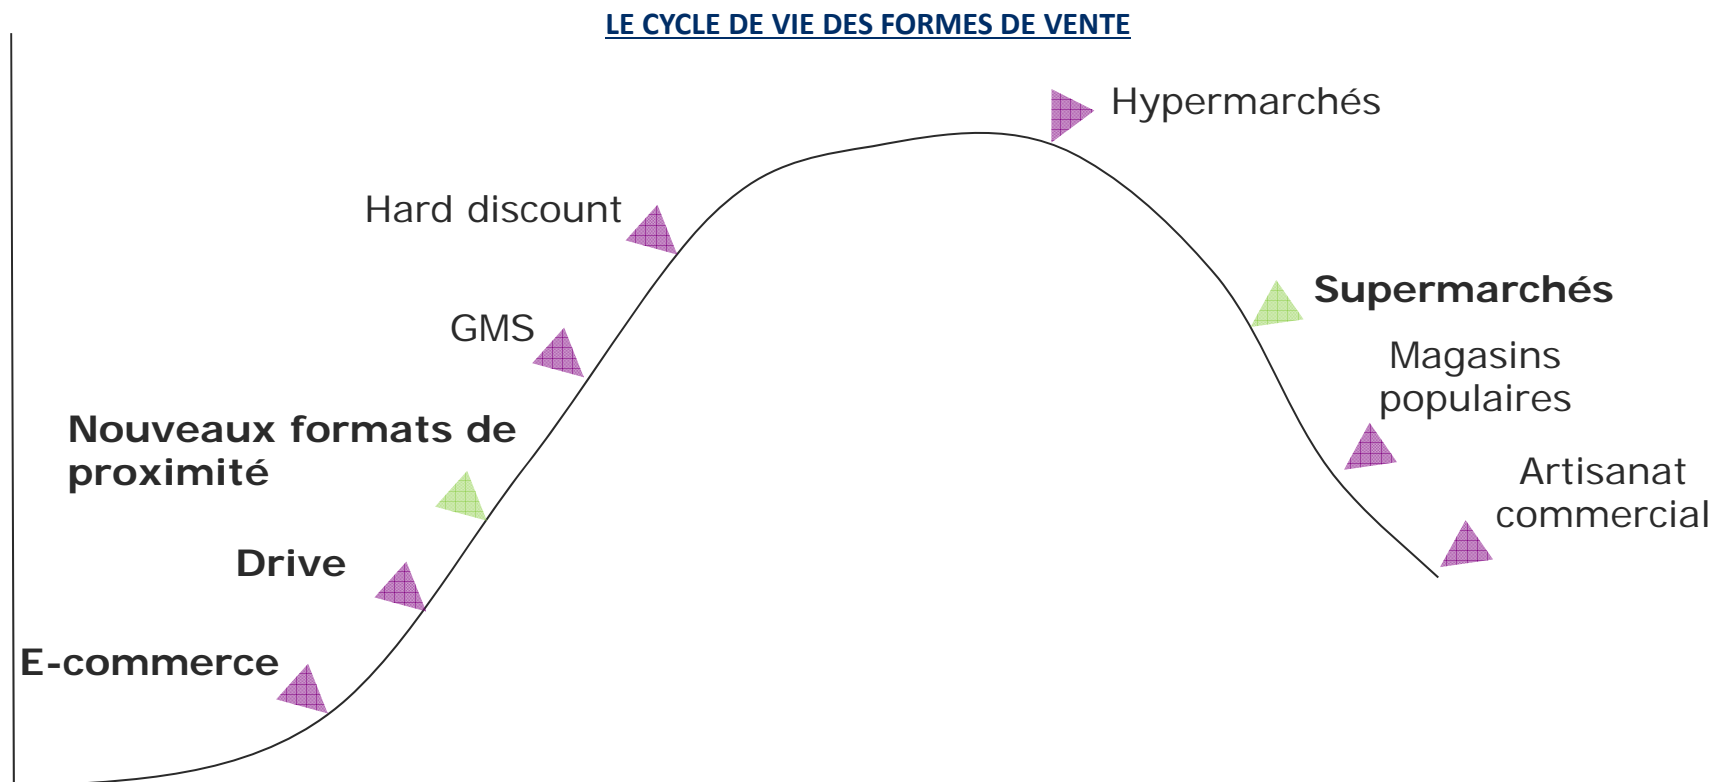 LE CYCLE DE VIE DES FORMES DE VENTE
Hypermarchés
Hard discount
Supermarchés
GMS
Magasins
populaires
Nouveaux formats de
proximité
Artisanat
commercial
Drive
E-commerce